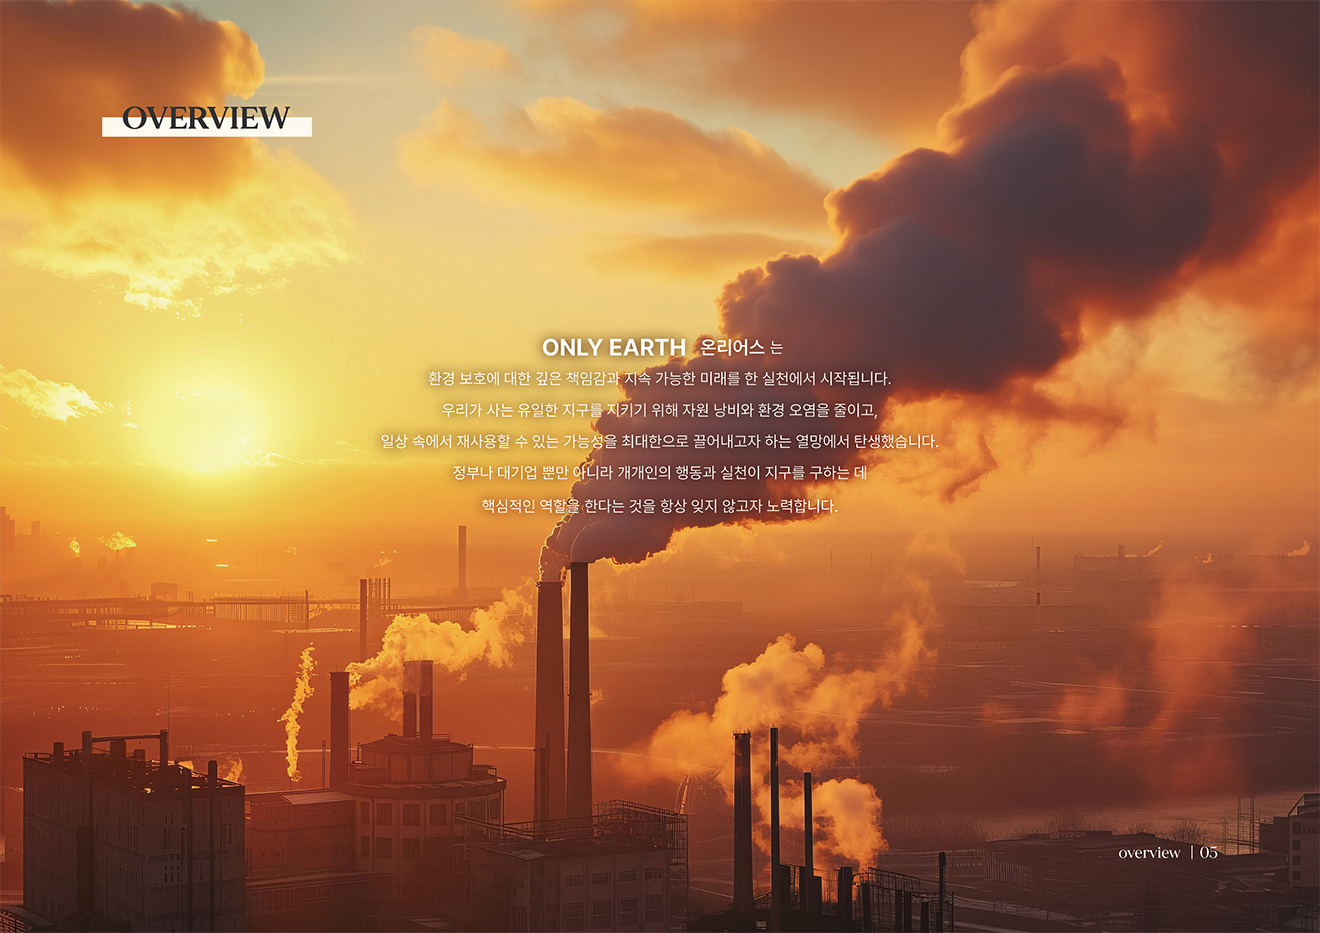 OVERVIEW
ONLY EARTH 온리어스 는
환경 보호에 대한 깊은 책임감과 지속 가능한 미래를 한 실천에서 시작됩니다.
우리가 사는 유일한 지구를 지키기 위해 자원 낭비와 환경 오염을 줄이고,
일상 속에서 재사용할 수 있는 가능성을 최대한으로 끌어내고자 하는 열망에서 탄생했습니다.
정부나 대기업 뿐만 아니라 개개인의 행동과 실천이 지구를 구하는 데
핵심적인 역할을 한다는 것을 항상 잊지 않고자 노력합니다.
overview | 05